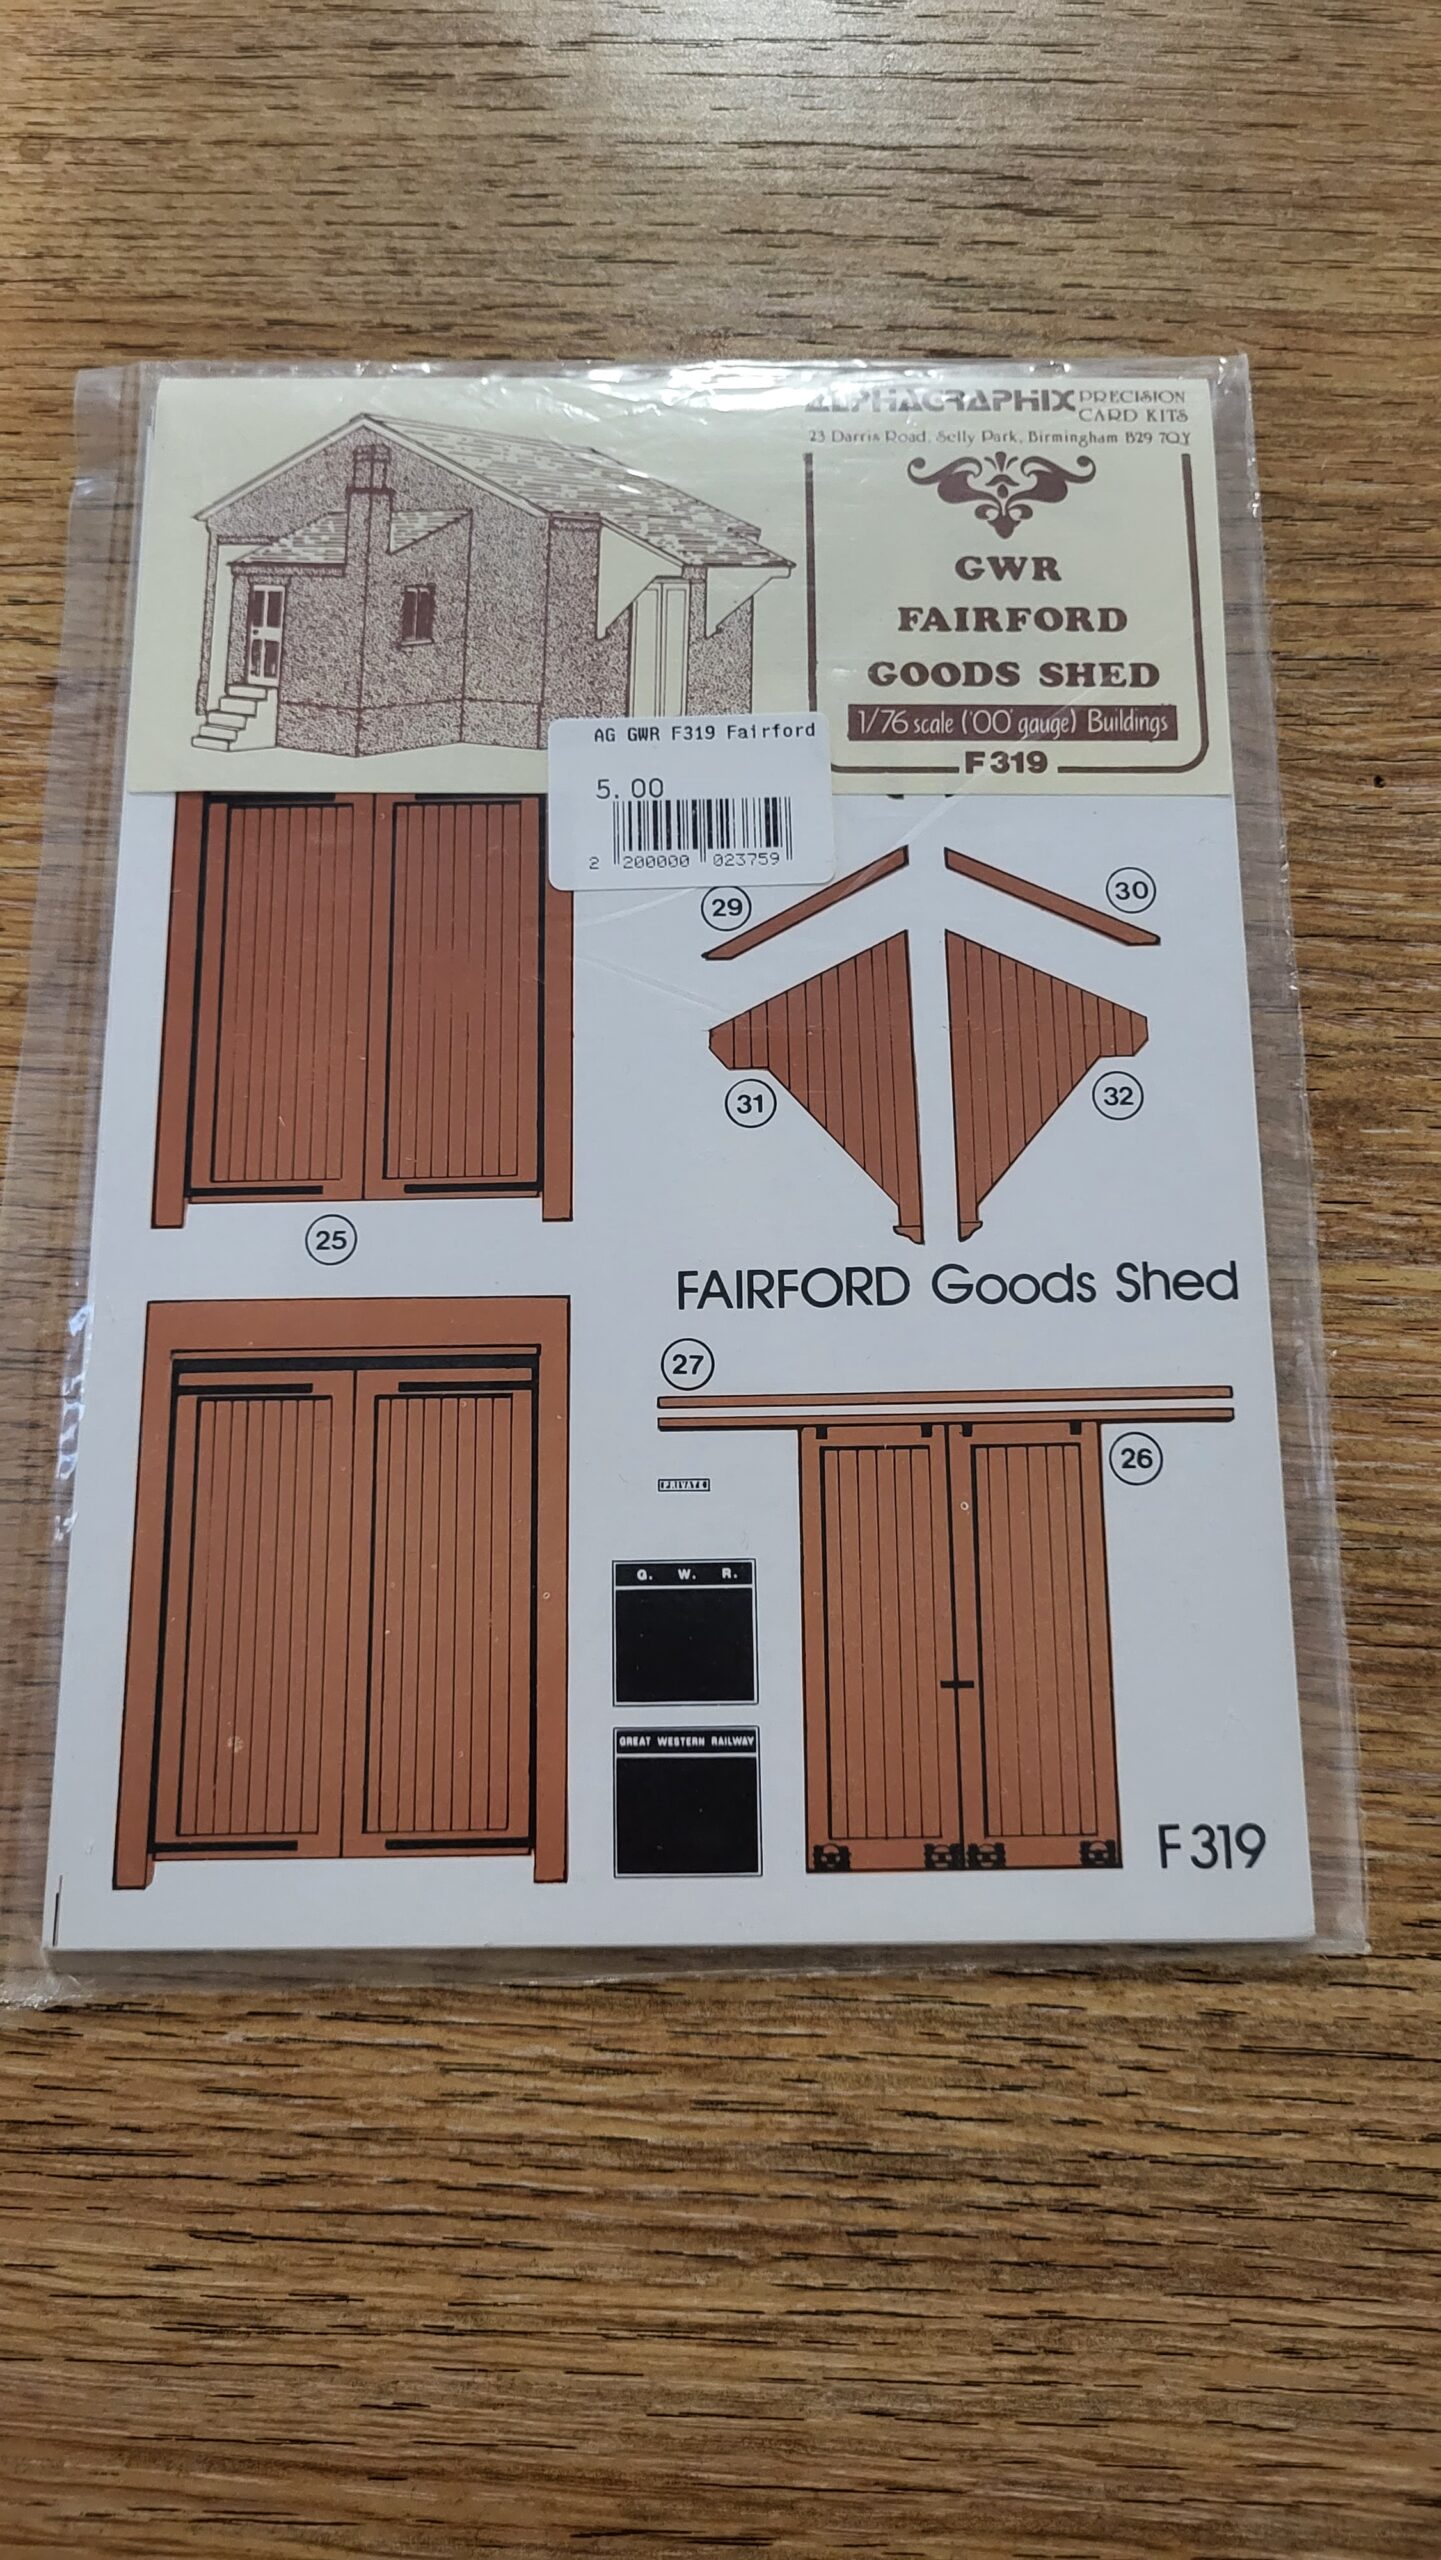 ALPHAGRAPHIX PRECISION
CARD KITS
23 Darris Road, Selly Park, Birmingham B29 7QY
GWR
FAIRFORD
GOODS SHED
1/76 scale ('OO' gauge) Buildings
F319
AG GWR F319 Fairford
5.00
2 200000 023759
29
30
31
32
25
FAIRFORD Goods Shed
27
26
PRIVATE
G. W. R.
GREAT WESTERN RAILWAY
F319